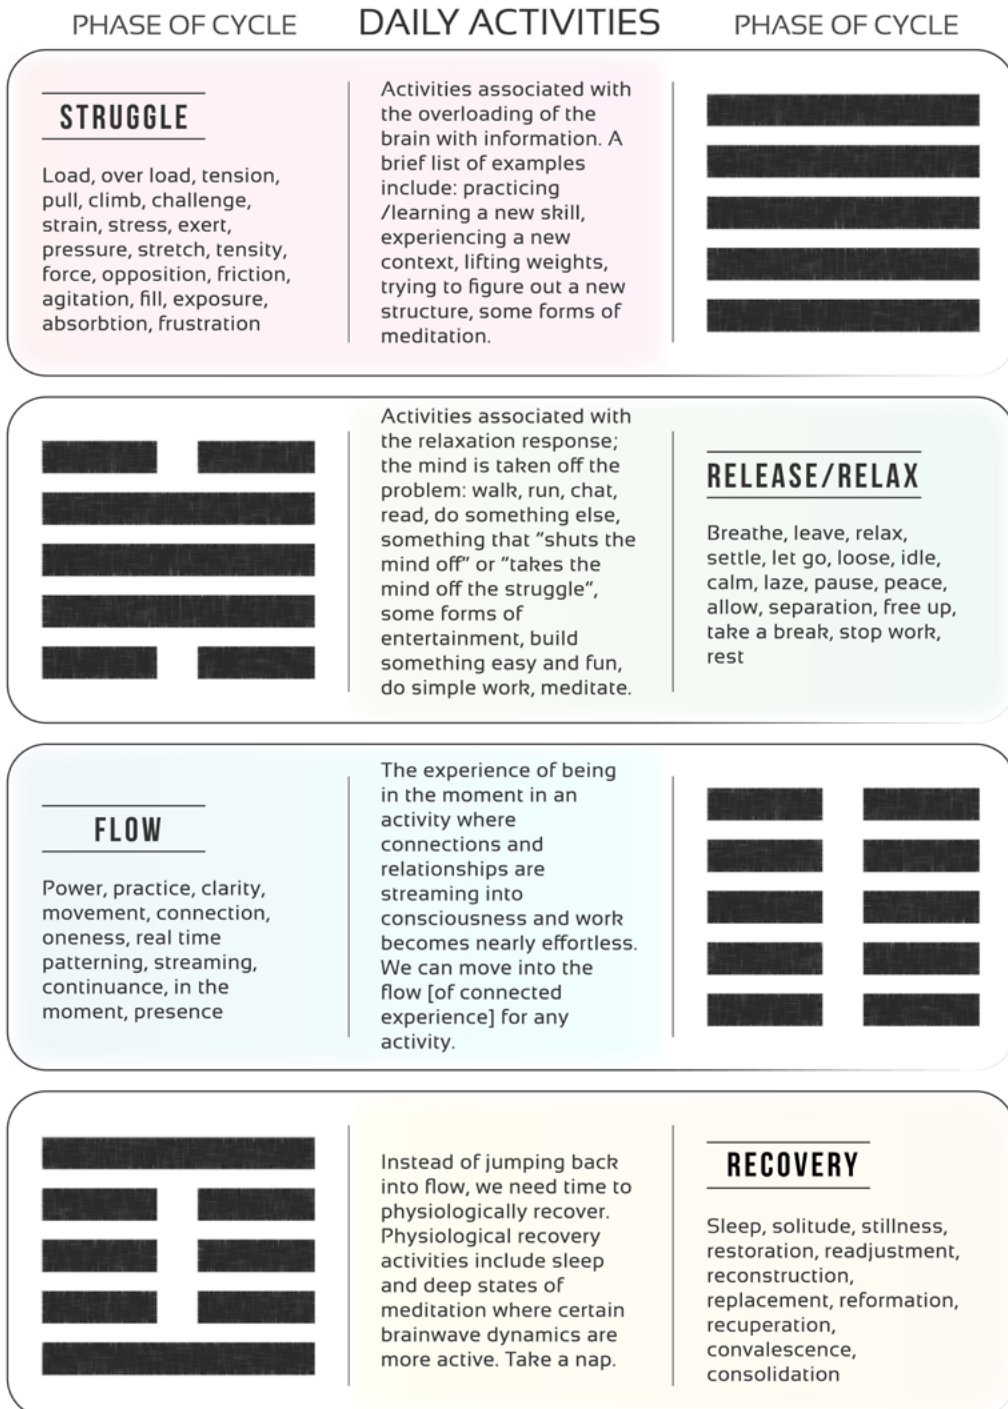 PHASE OF CYCLE
DAILY ACTIVITIES
PHASE OF CYCLE
STRUGGLE
Load, over load, tension,
pull, climb, challenge,
strain, stress, exert,
pressure, stretch, tensity,
force, opposition, friction,
agitation, fill, exposure,
absorbtion, frustration
Activities associated with
the overloading of the
brain with information. A
brief list of examples
include: practicing
/learning a new skill,
experiencing a new
context, lifting weights,
trying to figure out a new
structure, some forms of
meditation.
Activities associated with
the relaxation response;
the mind is taken off the
problem: walk, run, chat,
read, do something else,
something that "shuts the
mind off" or "takes the
mind off the struggle",
some forms of
entertainment, build
something easy and fun,
do simple work, meditate.
RELEASE/RELAX
Breathe, leave, relax,
settle, let go, loose, idle,
calm, laze, pause, peace,
allow, separation, free up,
take a break, stop work,
rest
FLOW
Power, practice, clarity,
movement, connection,
oneness, real time
patterning, streaming,
continuance, in the
moment, presence
The experience of being
in the moment in an
activity where
connections and
relationships are
streaming into
consciousness and work
becomes nearly effortless.
We can move into the
flow [of connected
experience] for any
activity.
Instead of jumping back
into flow, we need time to
physiologically recover.
Physiological recovery
activities include sleep
and deep states of
meditation where certain
brainwave dynamics are
more active. Take a nap.
RECOVERY
Sleep, solitude, stillness,
restoration, readjustment,
reconstruction,
replacement, reformation,
recuperation,
convalescence,
consolidation